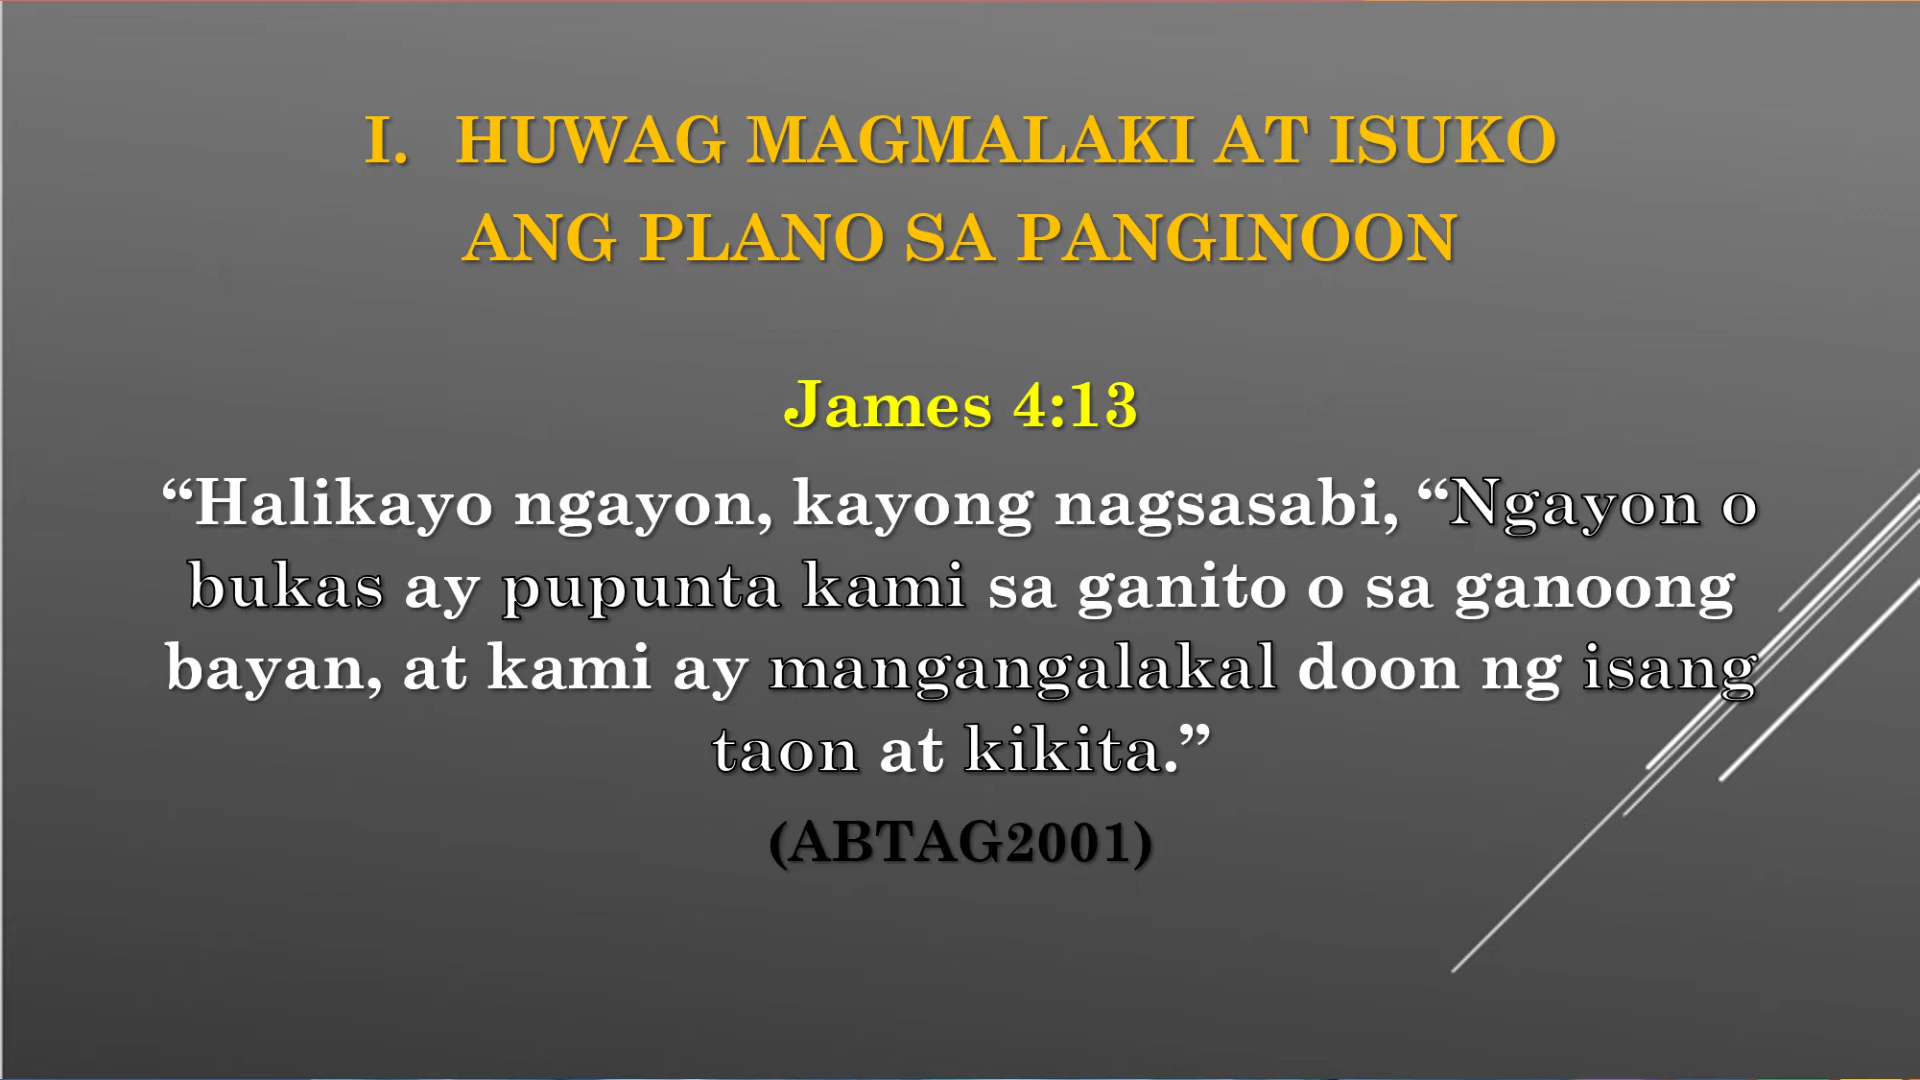 I. HUWAG MAGMALAKI AT ISUKO
ANG PLANO SA PANGINOON
James 4:13
“Halikayo ngayon, kayong nagsasabi, “Ngayon o
bukas ay pupunta kami sa ganito o sa ganoong
bayan, at kami ay mangangalakal doon ng isang
taon at kikita.”
(ABTAG2001)